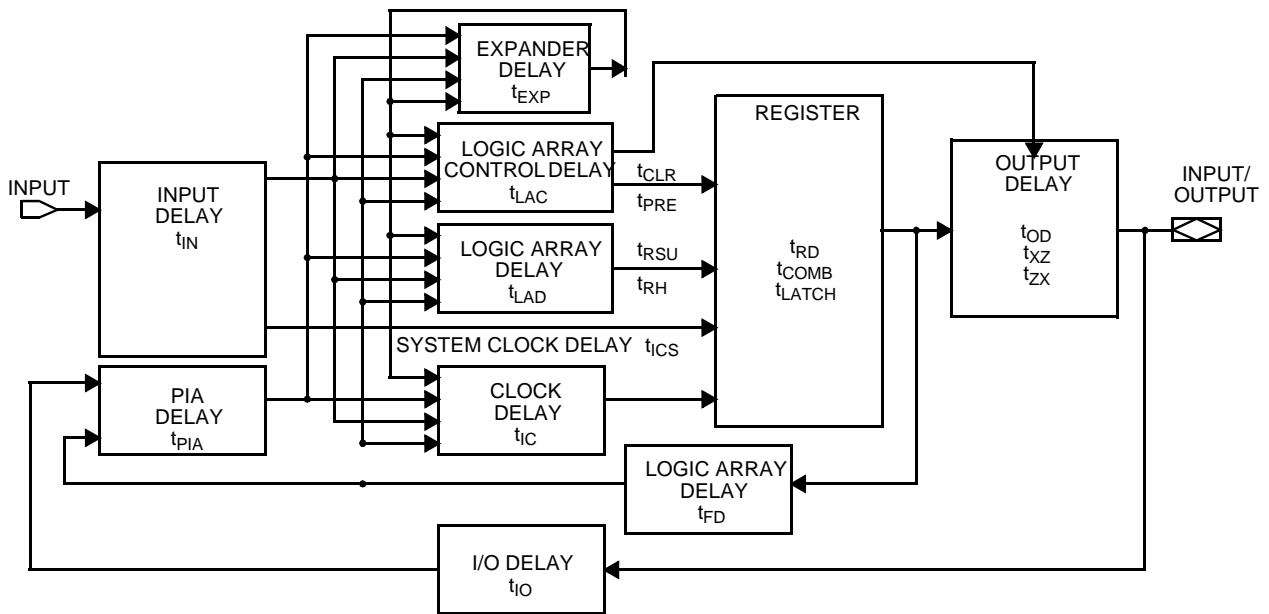 EXPANDER
DELAY
tEXP
REGISTER
LOGIC ARRAY
CONTROL DELAY
tLAC
tCLR
tPRE
OUTPUT
DELAY
tOD
tXZ
tZX
INPUT/
OUTPUT
INPUT
INPUT
DELAY
tIN
LOGIC ARRAY
DELAY
tLAD
tRSU
tRH
tRD
tCOMB
tLATCH
SYSTEM CLOCK DELAY tICS
PIA
DELAY
tPIA
CLOCK
DELAY
tIC
LOGIC ARRAY
DELAY
tFD
I/O DELAY
tIO